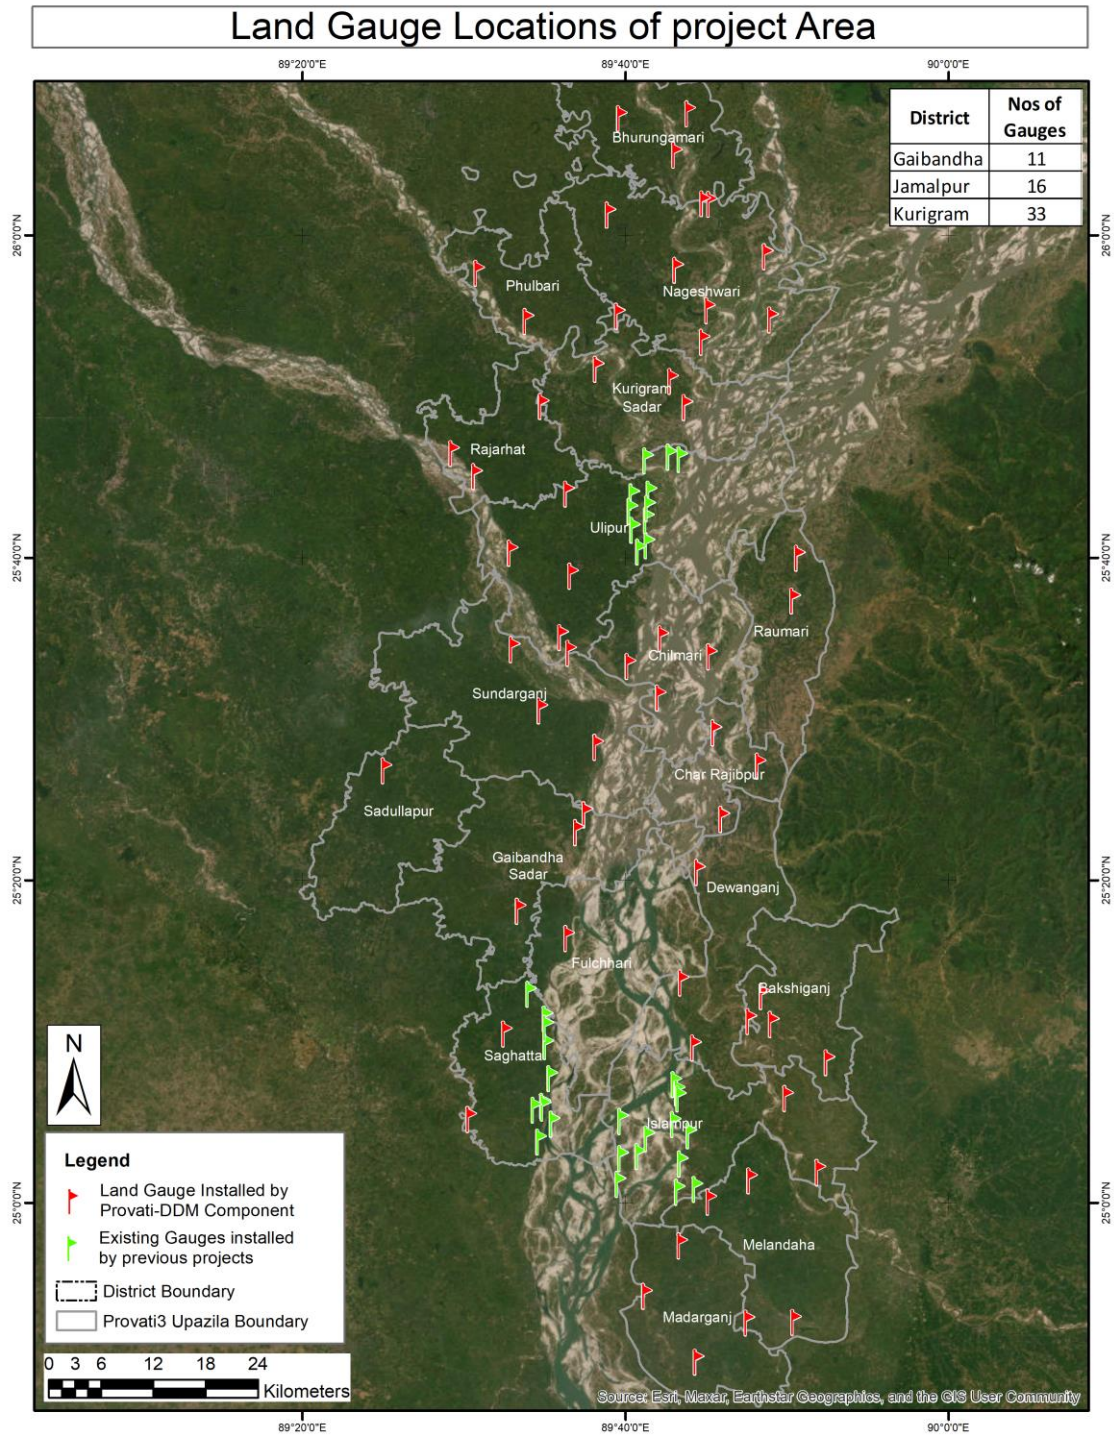 Land Gauge Locations of project Area
89°20'0"E
89°40'0"E
90°0'0"E
District
Nos of
Gauges
Gaibandha 11
Jamalpur 16
Kurigram 33
26°0'0"N
26°0'0"N
Bhurungamari
Phulbari
Nageshwari
Kurigram
Sadar
Rajarhat
Ulipur
25°40'0"N
25°40'0"N
Raumari
Chilmari
Sundarganj
Char Rajibpur
Sadullapur
Gaibandha
Sadar
25°20'0"N
25°20'0"N
Dewanganj
Fulchhari
Bakshiganj
Saghatta
Islampur
N
Legend
Land Gauge Installed by
Provati-DDM Component
Existing Gauges installed
by previous projects
District Boundary
Provati3 Upazila Boundary
25°0'0"N
25°0'0"N
Melandaha
Madarganj
0 3 6 12 18 24
Kilometers
Source: Esri, Maxar, Earthstar Geographics, and the GIS User Community
89°20'0"E
89°40'0"E
90°0'0"E